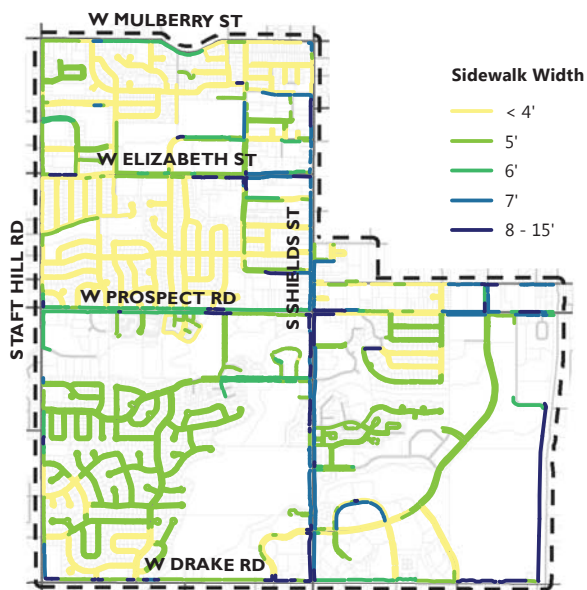 W MULBERRY ST
Sidewalk Width
< 4'
5'
6'
7'
8 - 15'
W ELIZABETH ST
STAFT HILL RD
S SHIELDS ST
W PROSPECT RD
W DRAKE RD